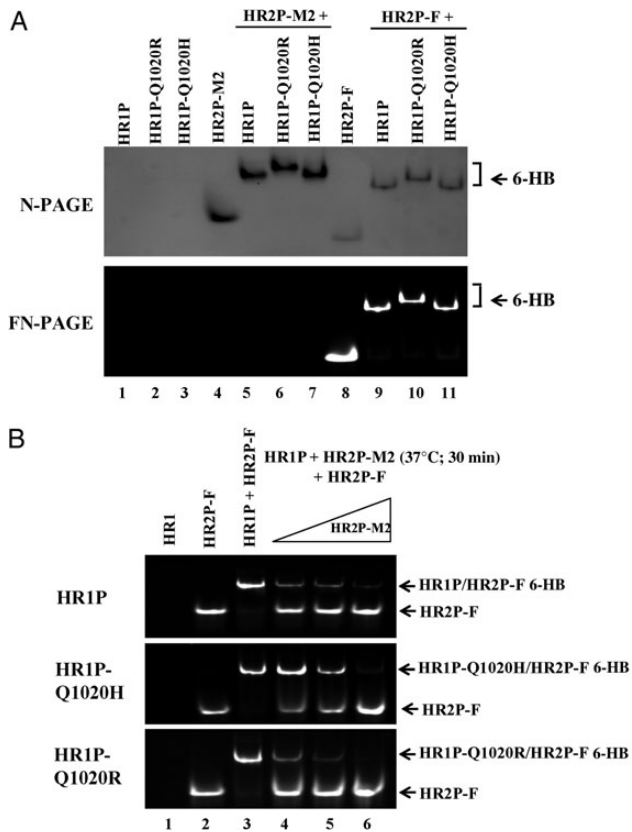 A
HR2P-M2 +
HR2P-F +
HR1P
HR1P-Q1020R
HR1P-Q1020H
HR2P-M2
HR1P
HR1P-Q1020R
HR1P-Q1020H
HR2P-F
HR1P
HR1P-Q1020R
HR1P-Q1020H
N-PAGE
6-HB
FN-PAGE
6-HB
1 2 3 4 5 6 7 8 9 10 11
B
HR1
HR2P-F
HR1P + HR2P-F
HR1P + HR2P-M2 (37°C; 30 min)
+ HR2P-F
HR2P-M2
HR1P
HR1P/HR2P-F 6-HB
HR2P-F
HR1P-
Q1020H
HR1P-Q1020H/HR2P-F 6-HB
HR2P-F
HR1P-
Q1020R
HR1P-Q1020R/HR2P-F 6-HB
HR2P-F
1 2 3 4 5 6